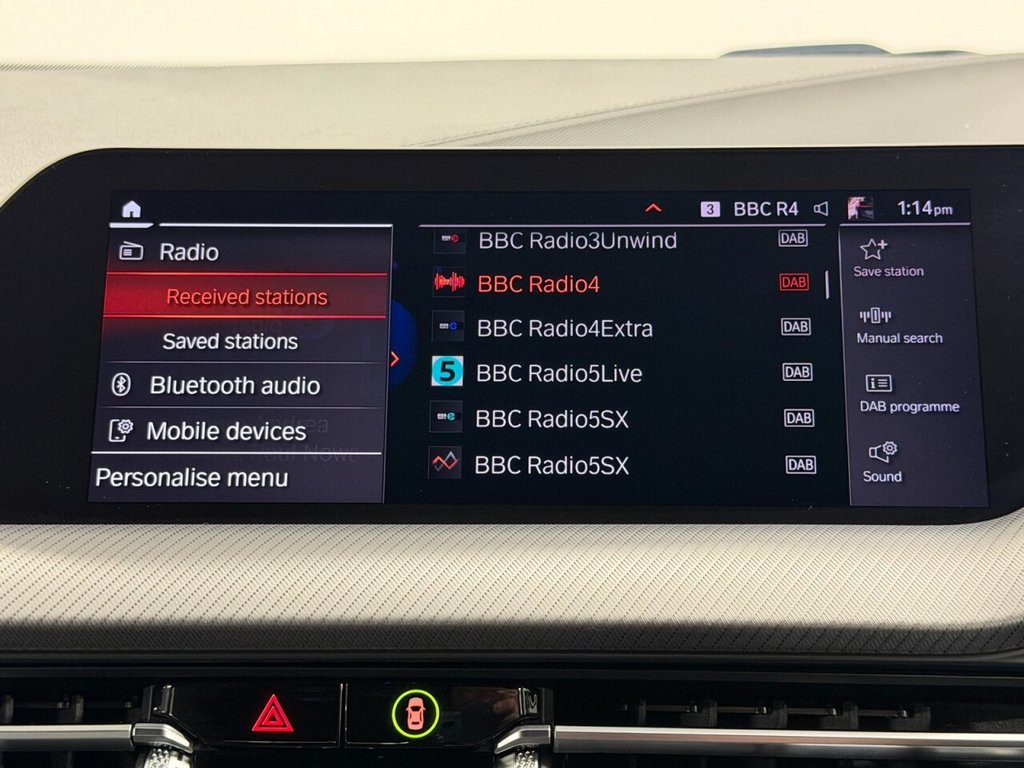 3 BBC R4 1:14pm
Radio
Received stations
Saved stations
Bluetooth audio
Mobile devices
Personalise menu
BBC Radio3Unwind DAB
BBC Radio4 DAB
BBC Radio4Extra DAB
5 BBC Radio5Live DAB
BBC Radio5SX DAB
BBC Radio5SX DAB
Save station
Manual search
DAB programme
Sound